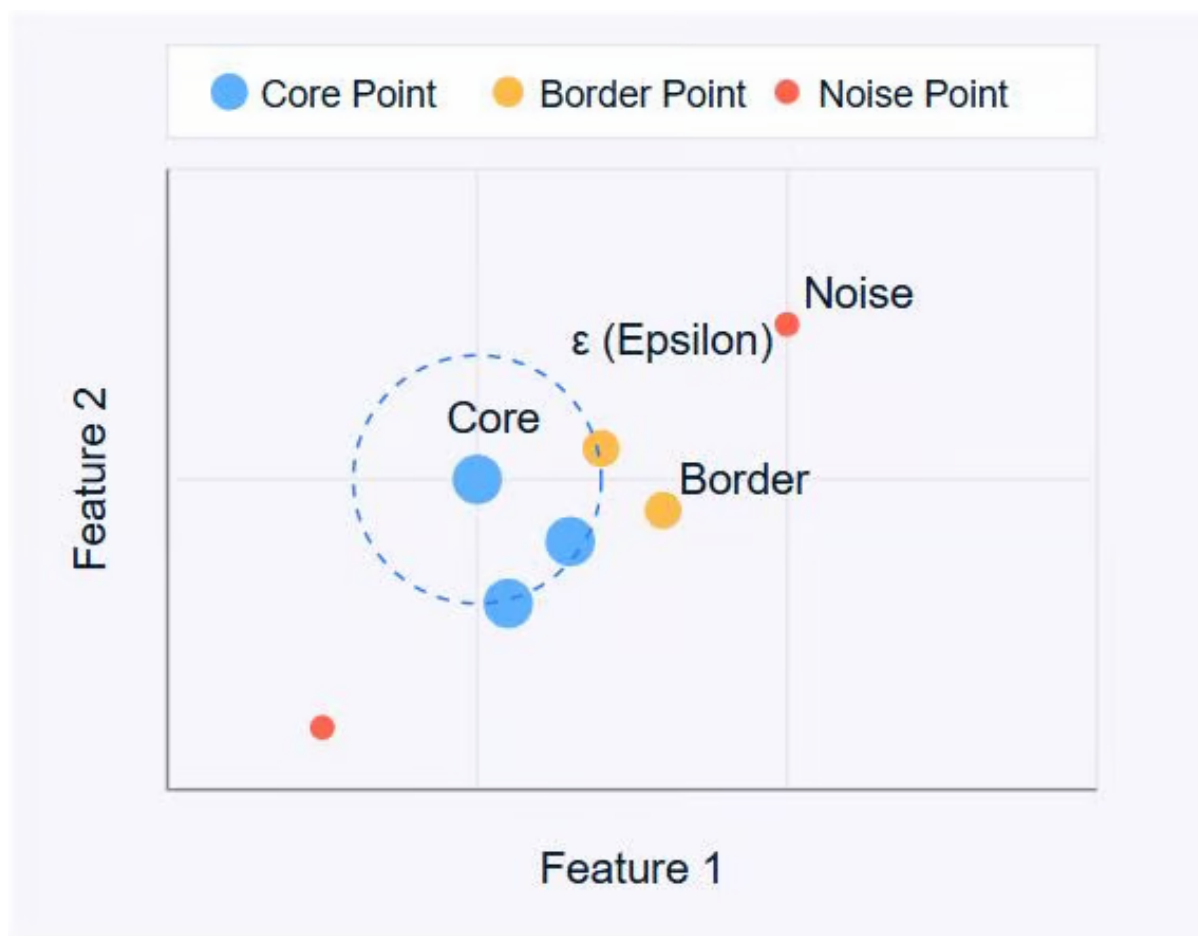 Core Point Border Point Noise Point
Noise
ε (Epsilon)
Core
Border
Feature 2
Feature 1